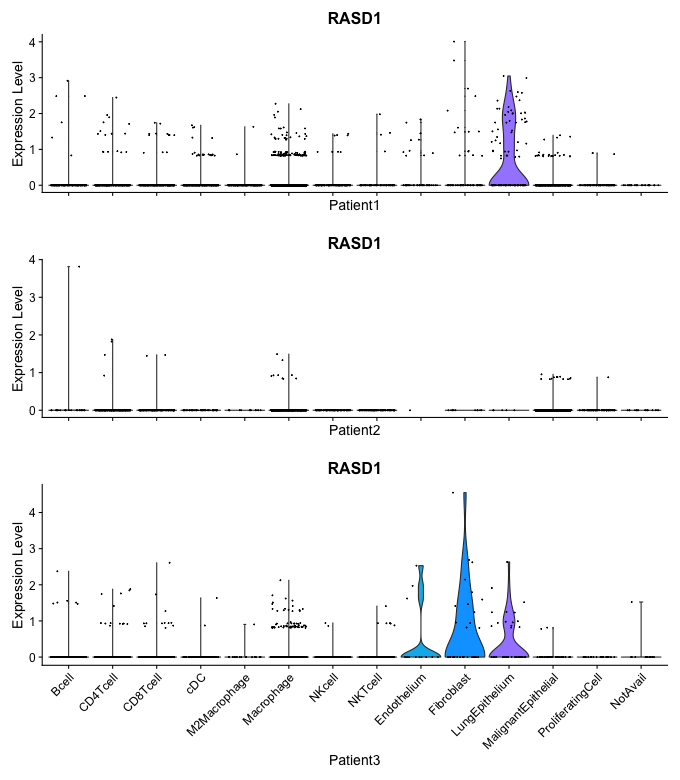 RASD1
Expression Level
4
3
2
1
0
Patient1
RASD1
Expression Level
4
3
2
1
0
Patient2
RASD1
Expression Level
4
3
2
1
0
Bcell
CD4Tcell
CD8Tcell
cDC
M2Macrophage
Macrophage
NKcell
NKTcell
Endothelium
Fibroblast
LungEpithelium
MalignantEpithelial
ProliferatingCell
NotAvail
Patient3